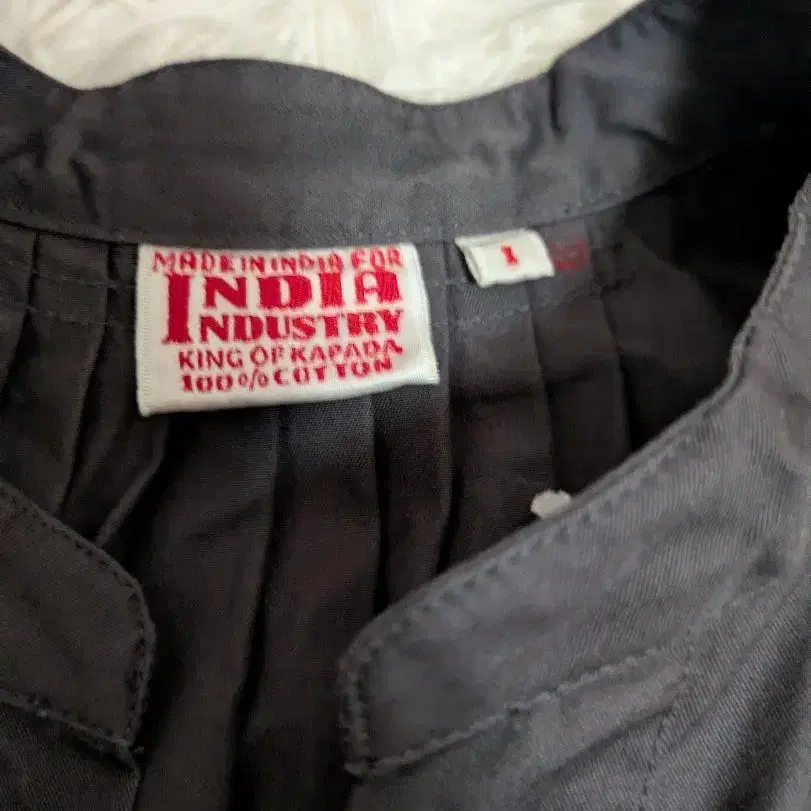 MADE IN INDIA FOR
INDIA
INDUSTRY
KING OF KAPADA
100% COTTON
1